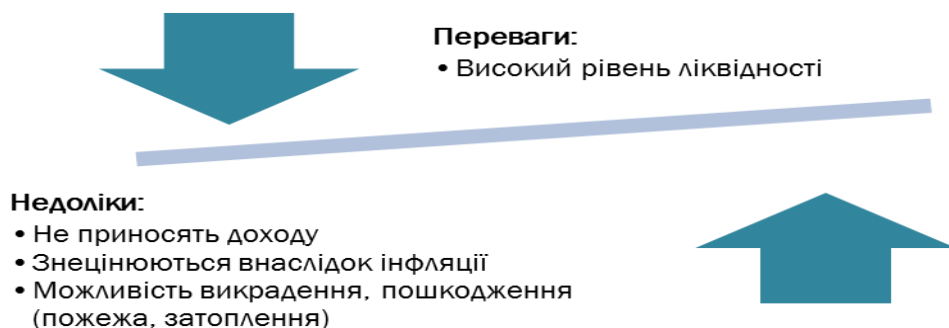 Переваги:
• Високий рівень ліквідності
Недоліки:
• Не приносять доходу
• Знецінюються внаслідок інфляції
• Можливість викрадення, пошкодження
(пожежа, затоплення)